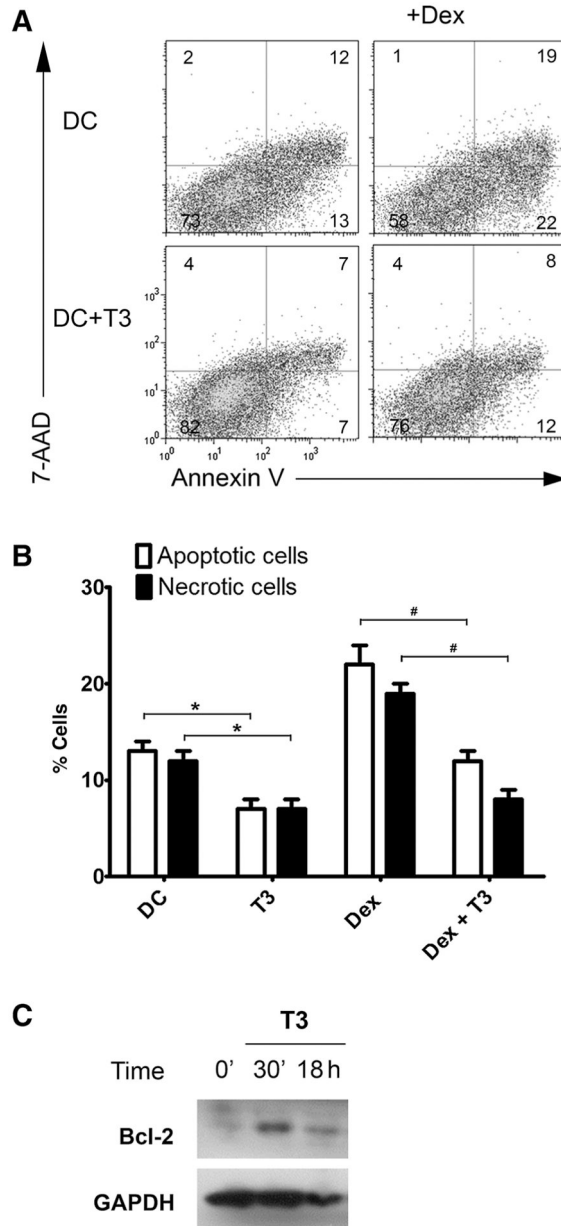 A
+Dex
DC
2 12
73 13
1 19
58 22
DC+T3
4 7
82 7
4 8
76 12
10³
10²
10¹
10⁰
10⁰ 10¹ 10² 10³
7-AAD
Annexin V
B
Apoptotic cells
Necrotic cells
30
20
10
0
% Cells
* * # #
DC T3 Dex Dex + T3
C
T3
Time 0' 30' 18 h
Bcl-2
GAPDH